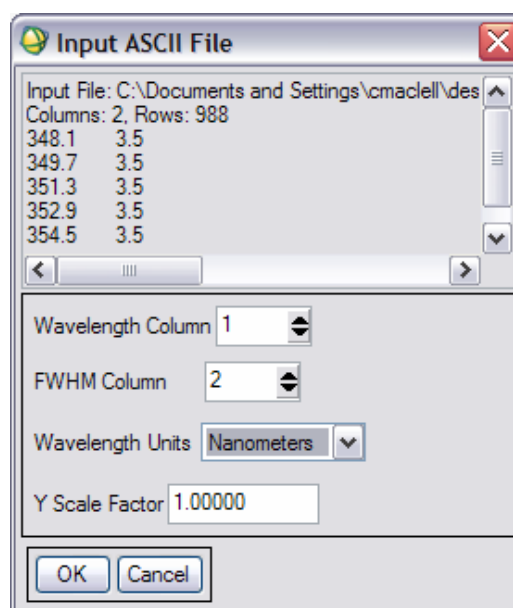 Input ASCII File
Input File: C:\Documents and Settings\cmaclell\des
Columns: 2, Rows: 988
348.1 3.5
349.7 3.5
351.3 3.5
352.9 3.5
354.5 3.5
Wavelength Column 1
FWHM Column 2
Wavelength Units Nanometers
Y Scale Factor 1.00000
OK Cancel